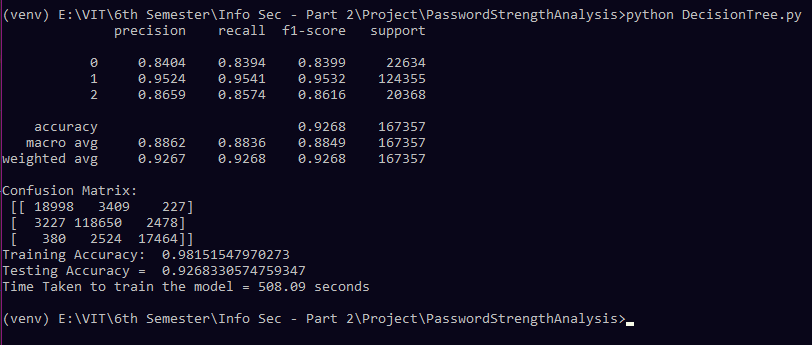 (venv) E:\VIT\6th Semester\Info Sec - Part 2\Project\PasswordStrengthAnalysis>python DecisionTree.py
              precision    recall  f1-score   support

           0     0.8404    0.8394    0.8399     22634
           1     0.9524    0.9541    0.9532    124355
           2     0.8659    0.8574    0.8616     20368

    accuracy                         0.9268    167357
   macro avg     0.8862    0.8836    0.8849    167357
weighted avg     0.9267    0.9268    0.9268    167357

Confusion Matrix:
 [[ 18998   3409    227]
 [  3227 118650   2478]
 [   380   2524  17464]]
Training Accuracy:  0.98151547970273
Testing Accuracy =  0.9268330574759347
Time Taken to train the model = 508.09 seconds

(venv) E:\VIT\6th Semester\Info Sec - Part 2\Project\PasswordStrengthAnalysis>